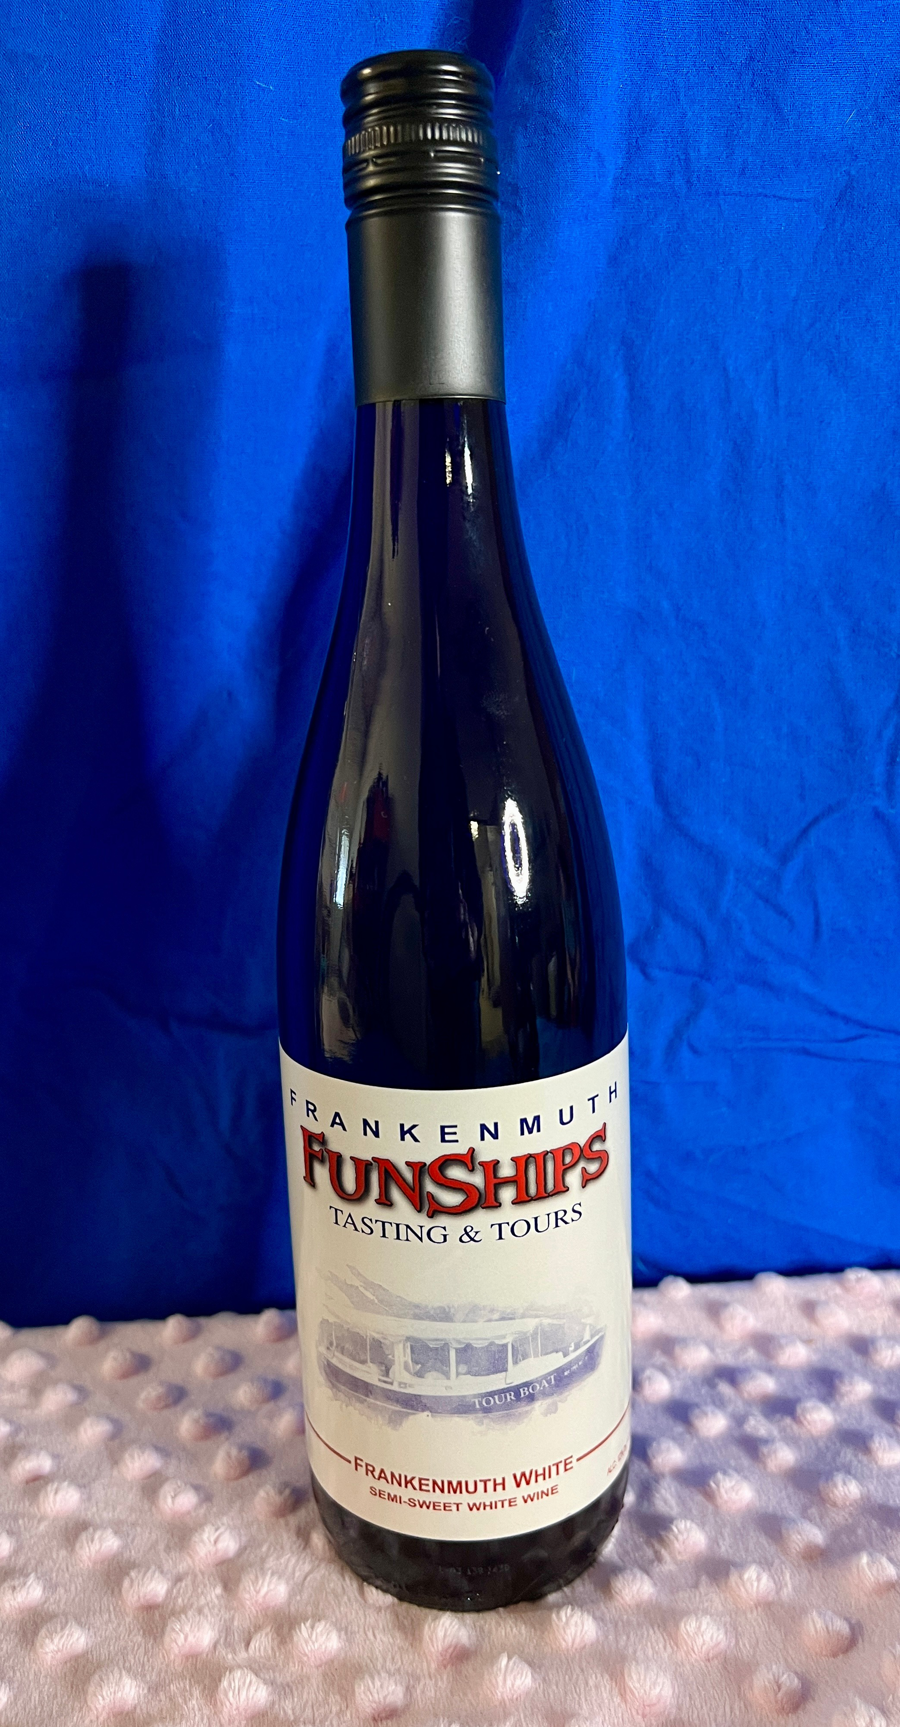 FRANKENMUTH
FUNSHIPS
TASTING & TOURS
TOUR BOAT
FRANKENMUTH WHITE
SEMI-SWEET WHITE WINE